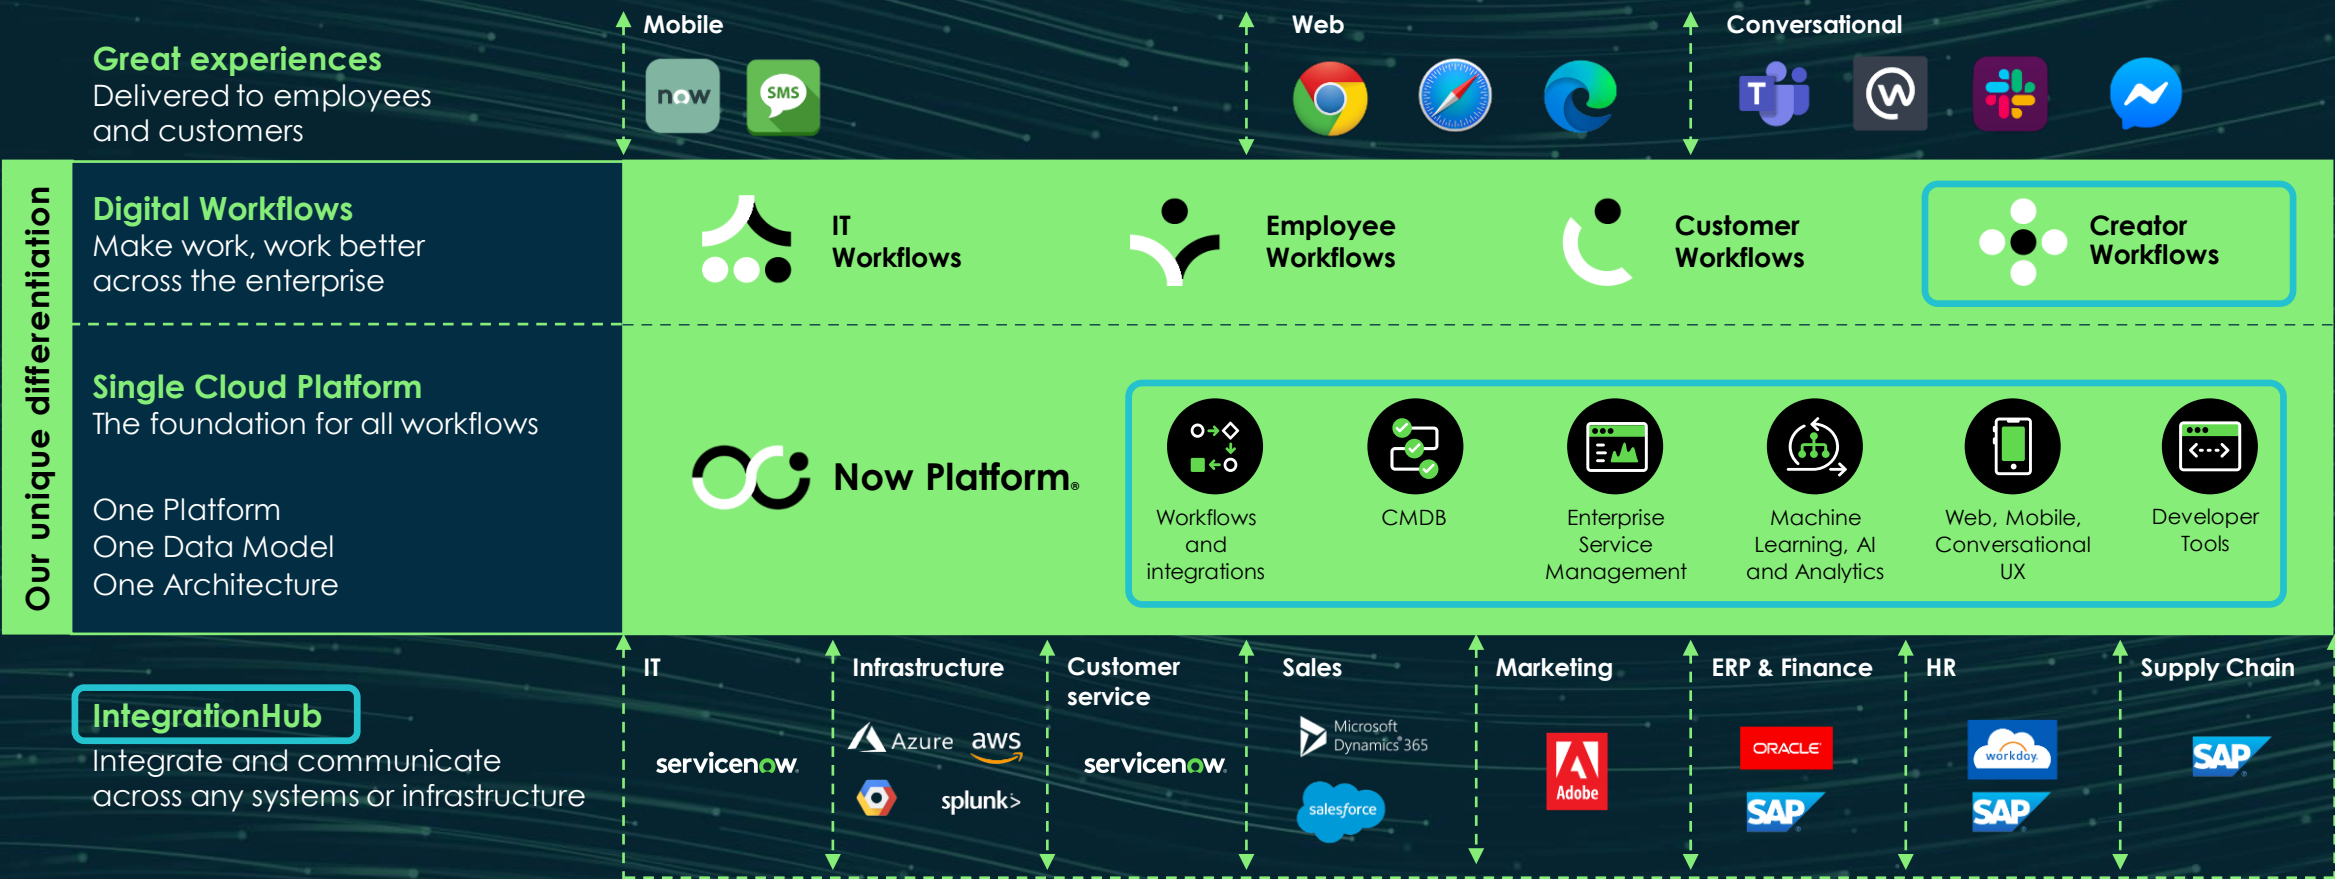 Mobile
Web
Conversational
Great experiences
Delivered to employees
and customers
now
SMS
T
Our unique differentiation
Digital Workflows
Make work, work better
across the enterprise
IT
Workflows
Employee
Workflows
Customer
Workflows
Creator
Workflows
Single Cloud Platform
The foundation for all workflows
One Platform
One Data Model
One Architecture
Now Platform®
Workflows
and
integrations
CMDB
Enterprise
Service
Management
Machine
Learning, AI
and Analytics
Web, Mobile,
Conversational
UX
Developer
Tools
IntegrationHub
Integrate and communicate
across any systems or infrastructure
IT
servicenow
Infrastructure
Azure
aws
splunk>
Customer
service
servicenow
Sales
Microsoft
Dynamics 365
salesforce
Marketing
Adobe
ERP & Finance
ORACLE
SAP
HR
workday
SAP
Supply Chain
SAP